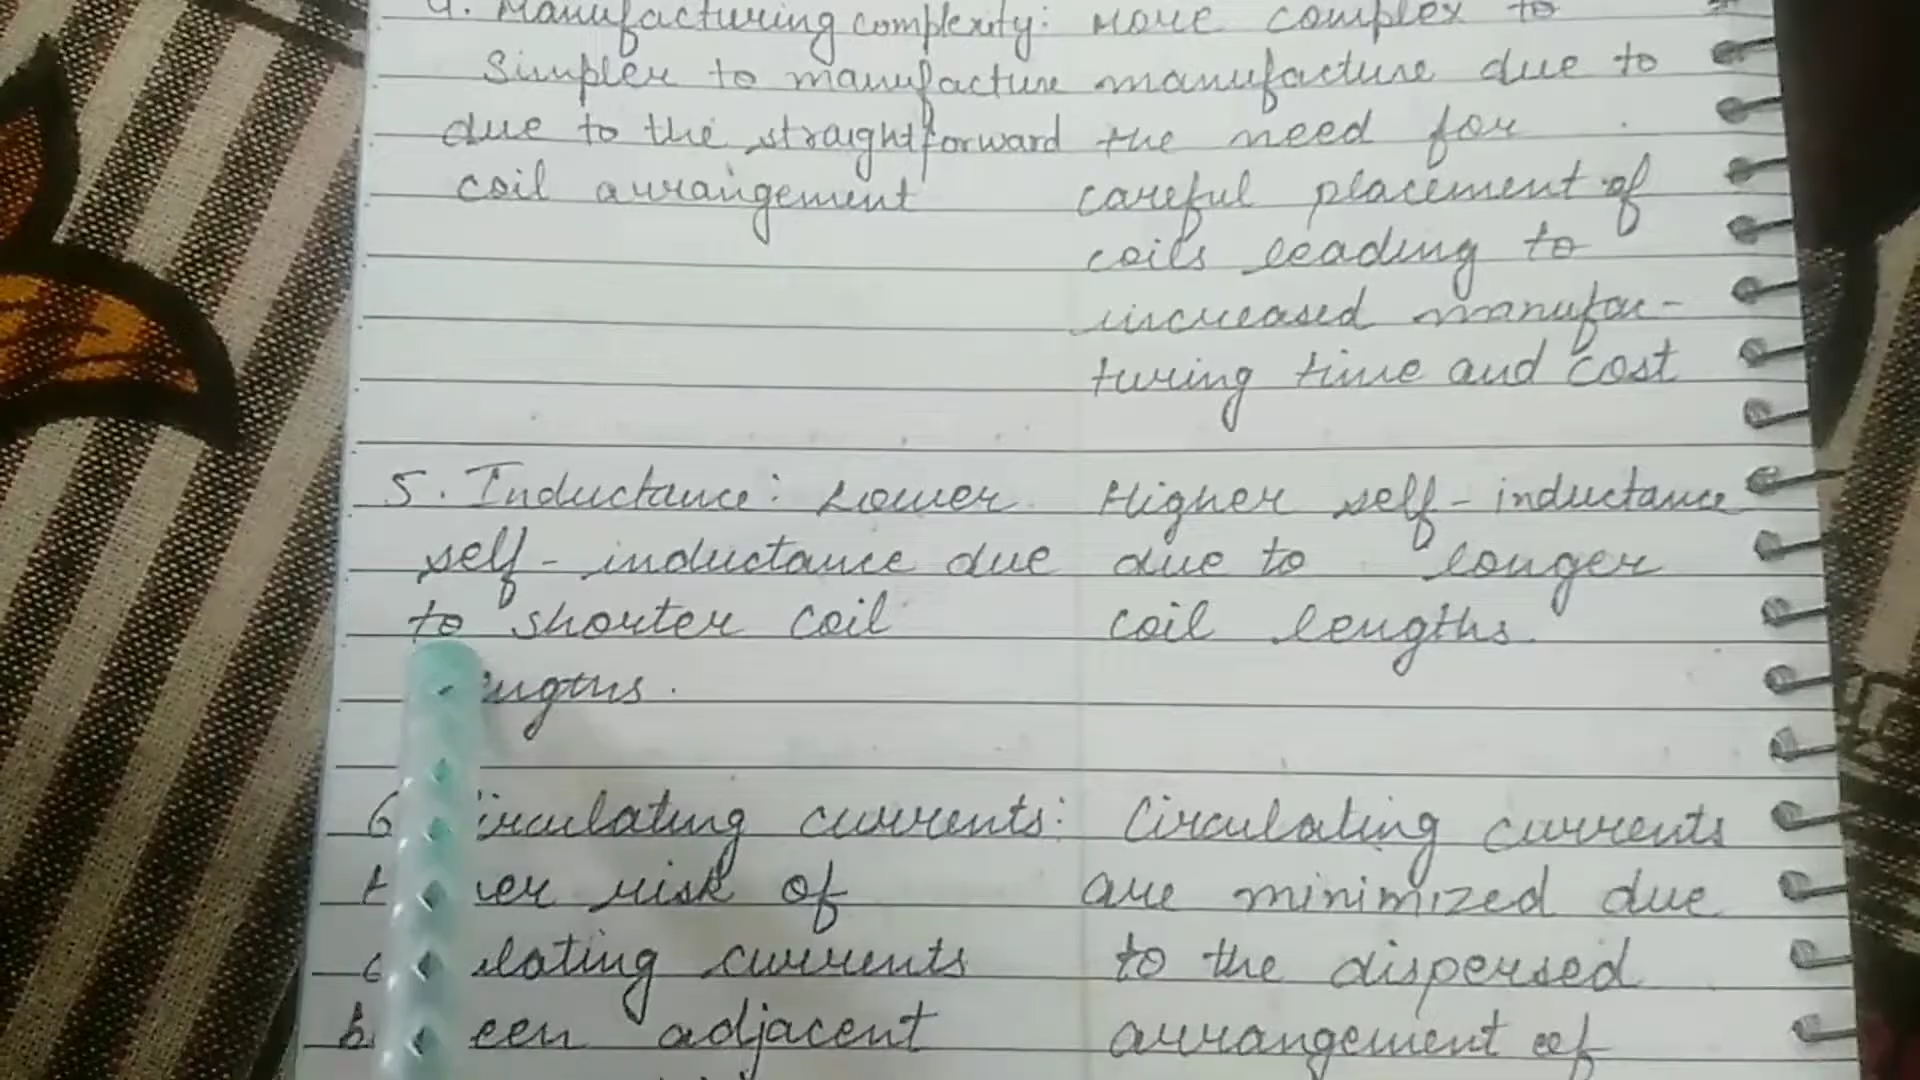 4. Manufacturing complexity:
Simpler to manufacture
due to the straightforward
coil arrangement
More complex to
manufacture due to
the need for
careful placement of
coils leading to
increased manufac-
turing time and cost
5. Inductance: Lower
self-inductance due
to shorter coil
Higher self-inductance
due to longer
coil lengths.
currents:
risk of
currents
adjacent
Circulating currents
are minimized due
to the dispersed
arrangement of